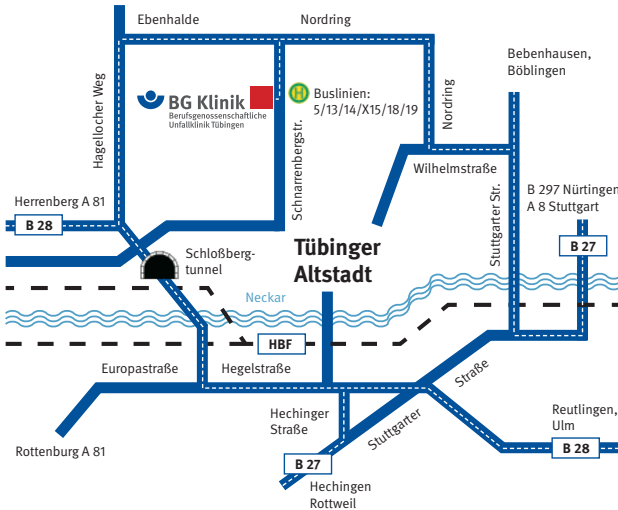 Ebenhalde
Nordring
Bebenhausen,
Böblingen
Hagellocher Weg
BG Klinik
Berufsgenossenschaftliche
Unfallklinik Tübingen
H
Buslinien:
5/13/14/X15/18/19
Schnarrenbergstr.
Nordring
Wilhelmstraße
Herrenberg A 81
B 28
Stuttgarter Str.
B 297 Nürtingen
A 8 Stuttgart
B 27
Schloßberg-
tunnel
Tübinger
Altstadt
Neckar
HBF
Europastraße
Hegelstraße
Stuttgarter
Straße
Hechinger
Straße
Rottenburg A 81
B 27
Hechingen
Rottweil
Reutlingen,
Ulm
B 28